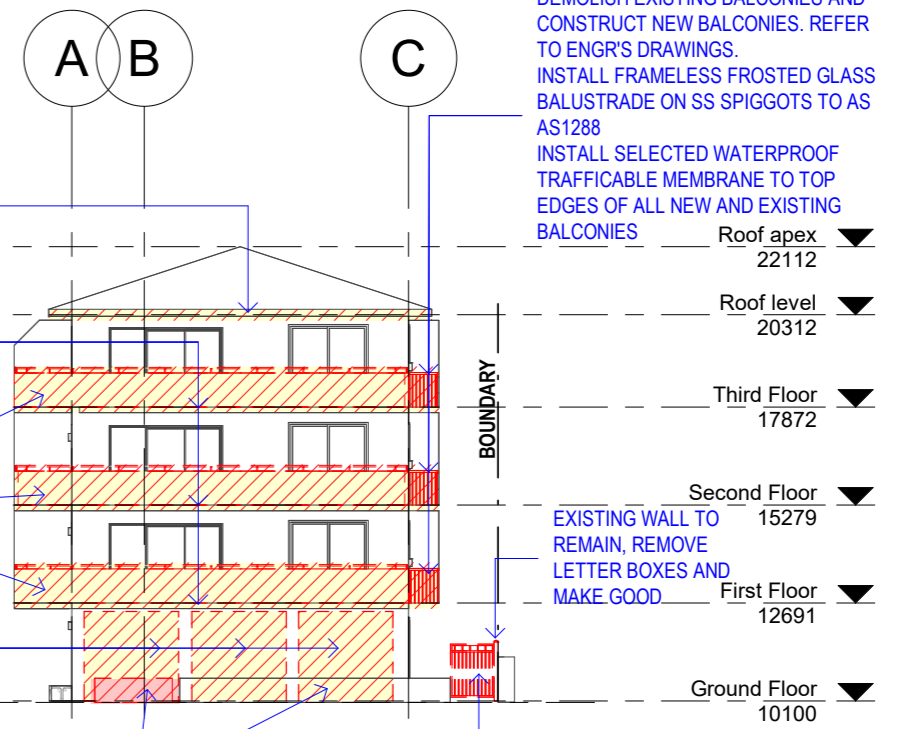 DEMOLISH EXISTING BALCONIES AND
CONSTRUCT NEW BALCONIES. REFER
TO ENGR'S DRAWINGS.
INSTALL FRAMELESS FROSTED GLASS
BALUSTRADE ON SS SPIGGOTS TO AS
AS1288
INSTALL SELECTED WATERPROOF
TRAFFICABLE MEMBRANE TO TOP
EDGES OF ALL NEW AND EXISTING
BALCONIES
A
B
C
Roof apex
22112
Roof level
20312
BOUNDARY
Third Floor
17872
Second Floor
15279
EXISTING WALL TO
REMAIN, REMOVE
LETTER BOXES AND
MAKE GOOD
First Floor
12691
Ground Floor
10100